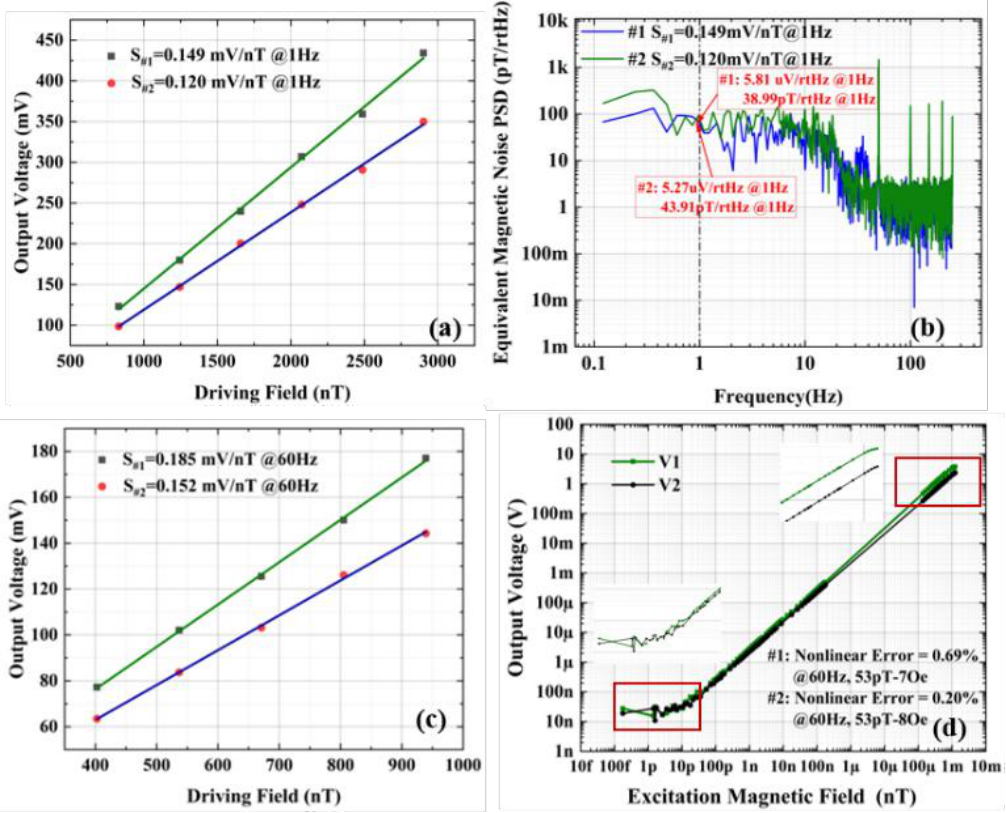 450
400
350
300
250
200
150
100
500 750 1000 1250 1500 1750 2000 2250 2500 2750 3000
Output Voltage (mV)
Driving Field (nT)
S#1=0.149 mV/nT @1Hz
S#2=0.120 mV/nT @1Hz
(a)
10k
1k
100
10
1
100m
10m
1m
0.1 1 10 100
Equivalent Magnetic Noise PSD (pT/rtHz)
Frequency(Hz)
#1 S#1=0.149mV/nT@1Hz
#2 S#2=0.120mV/nT@1Hz
#1: 5.81 uV/rtHz @1Hz
38.99pT/rtHz @1Hz
#2: 5.27uV/rtHz @1Hz
43.91pT/rtHz @1Hz
(b)
180
160
140
120
100
80
60
400 500 600 700 800 900 1000
Output Voltage (mV)
Driving Field (nT)
S#1=0.185 mV/nT @60Hz
S#2=0.152 mV/nT @60Hz
(c)
100
10
1
100m
10m
1m
100μ
10μ
1μ
100n
10n
1n
10f 100f 1p 10p 100p 1n 10n 100n 1μ 10μ 100μ 1m 10m
Output Voltage (V)
Excitation Magnetic Field (nT)
V1
V2
#1: Nonlinear Error = 0.69%
@60Hz, 53pT-7Oe
#2: Nonlinear Error = 0.20%
@60Hz, 53pT-8Oe
(d)